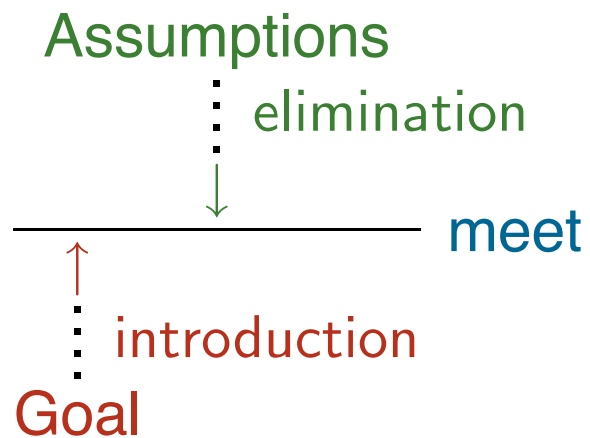 Assumptions
elimination
meet
introduction
Goal